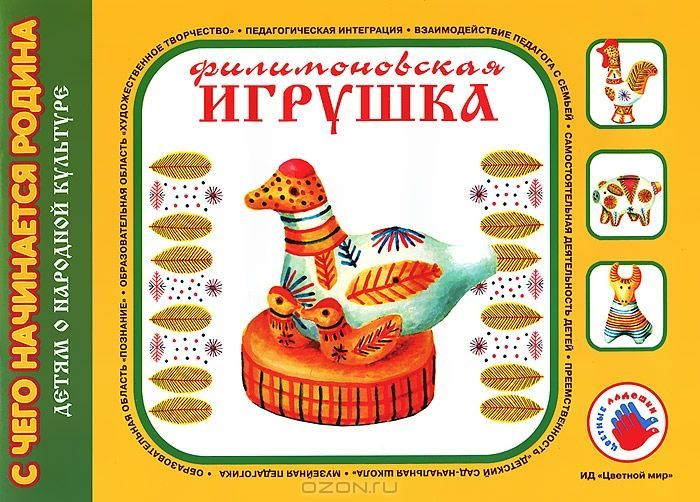 С ЧЕГО НАЧИНАЕТСЯ РОДИНА
ДЕТЯМ О НАРОДНОЙ КУЛЬТУРЕ
ОБРАЗОВАТЕЛЬНАЯ ОБЛАСТЬ "ПОЗНАНИЕ" • ОБРАЗОВАТЕЛЬНАЯ ОБЛАСТЬ "ХУДОЖЕСТВЕННОЕ ТВОРЧЕСТВО" • ПЕДАГОГИЧЕСКАЯ ИНТЕГРАЦИЯ • ВЗАИМОДЕЙСТВИЕ ПЕДАГОГА С СЕМЬЕЙ • САМОСТОЯТЕЛЬНАЯ ДЕЯТЕЛЬНОСТЬ ДЕТЕЙ • ПРЕЕМСТВЕННОСТЬ "ДЕТСКИЙ САД-НАЧАЛЬНАЯ ШКОЛА" • МУЗЕЙНАЯ ПЕДАГОГИКА •
филимоновская
ИГРУШКА
ЦВЕТНЫЕ ЛАДОШКИ
ИД «Цветной мир»
OZON.ru